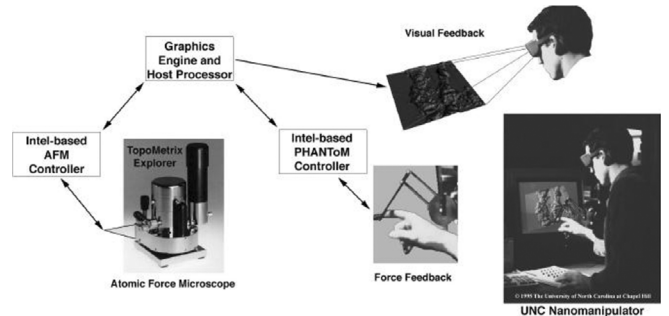 Visual Feedback
Graphics
Engine and
Host Processor
Intel-based
AFM
Controller
TopoMetrix
Explorer
Intel-based
PHANToM
Controller
Atomic Force Microscope
Force Feedback
© 1995 The University of North Carolina at Chapel Hill
UNC Nanomanipulator